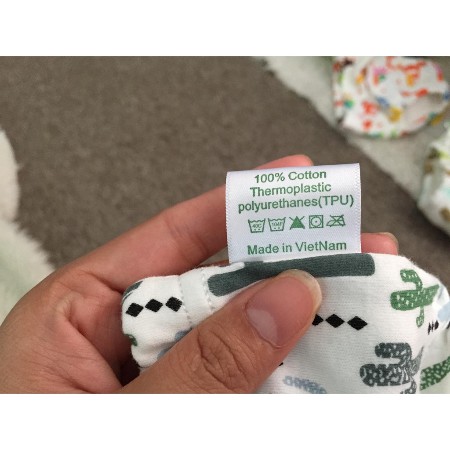 100% Cotton
Thermoplastic
polyurethanes(TPU)
Made in VietNam